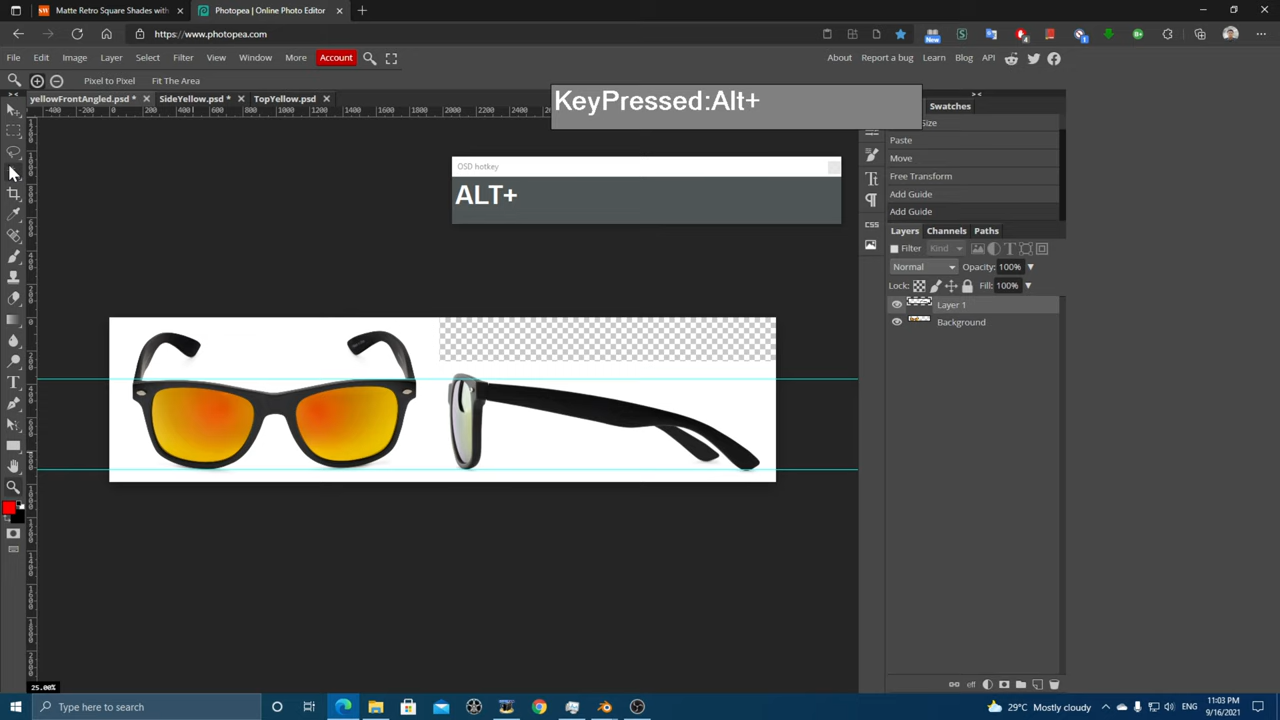 Matte Retro Square Shades with
Photopea | Online Photo Editor
https://www.photopea.com
New
File Edit Image Layer Select Filter View Window More Account
About Report a bug Learn Blog API
Pixel to Pixel Fit The Area
yellowFrontAngled.psd * SideYellow.psd * TopYellow.psd
KeyPressed:Alt+
Swatches
Size
Paste
Move
Free Transform
Add Guide
Add Guide
OSD hotkey
ALT+
CSS
Layers Channels Paths
Filter Kind
Normal Opacity: 100%
Lock: Fill: 100%
Layer 1
Background
25.00%
Type here to search
29°C Mostly cloudy
11:03 PM
9/16/2021